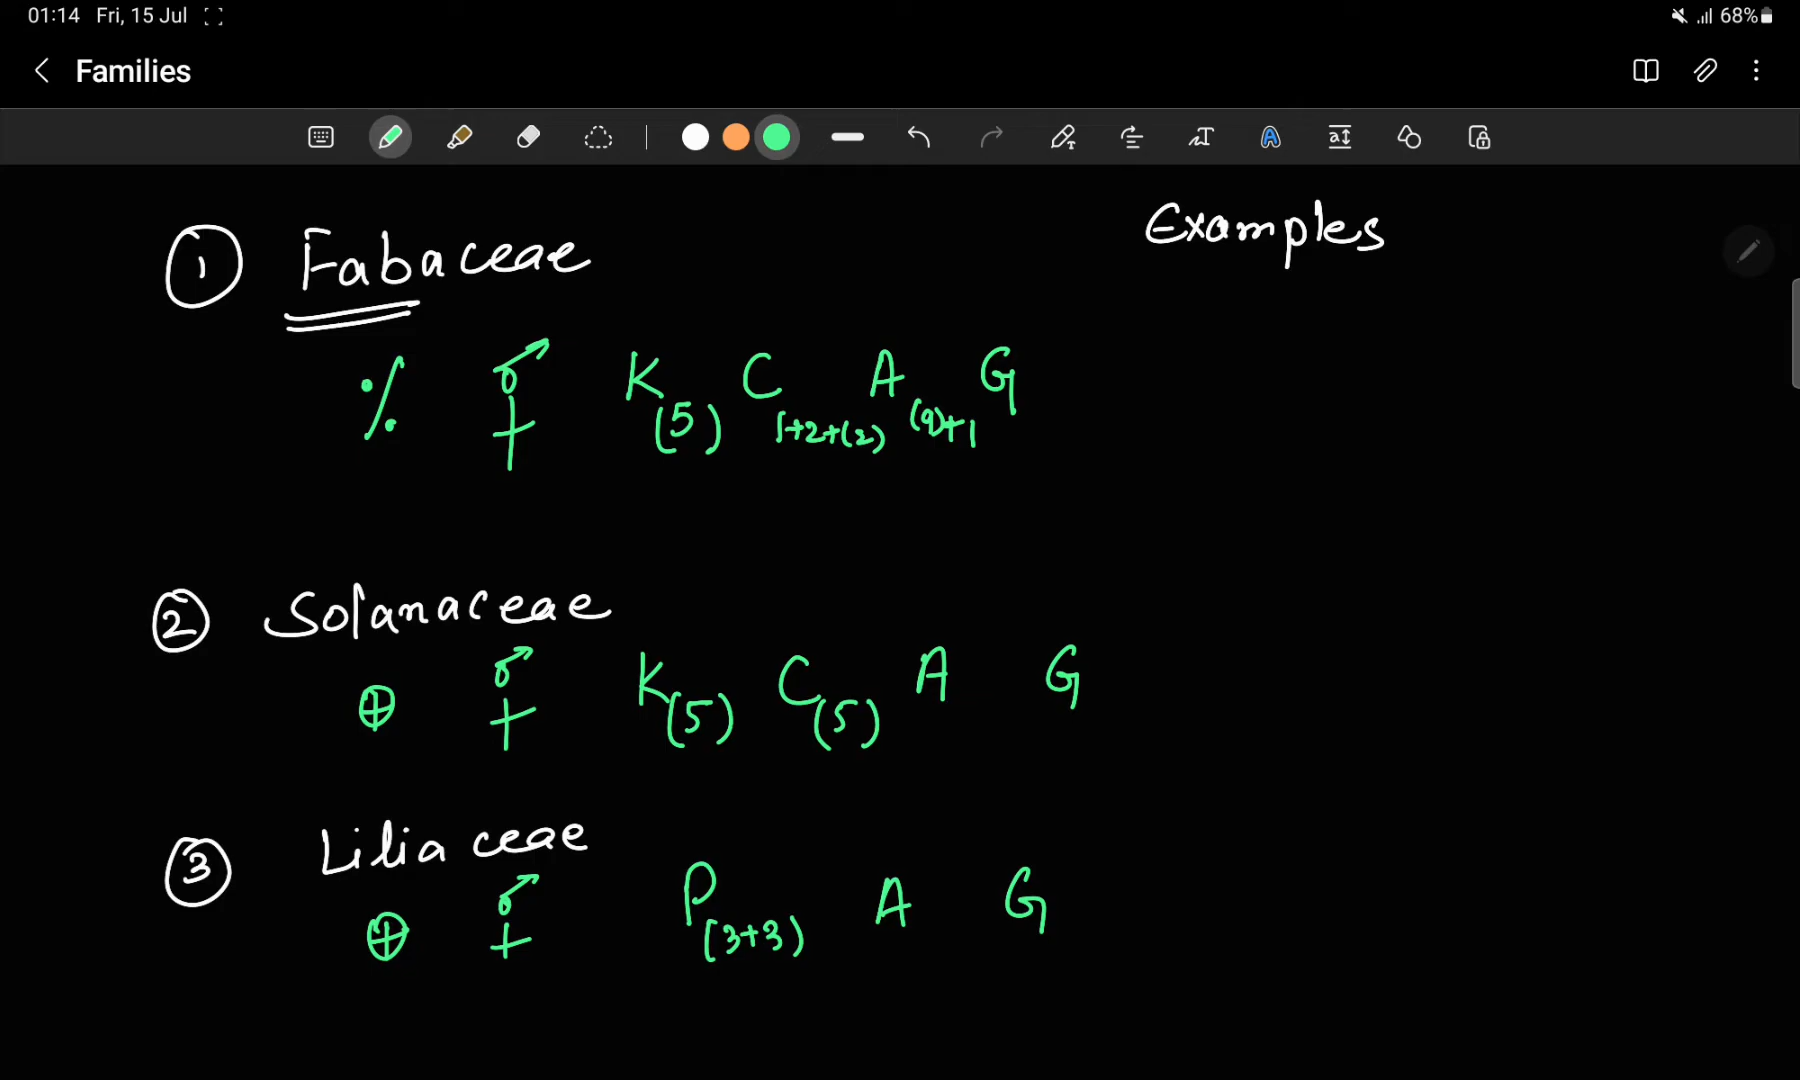 01:14 Fri, 15 Jul 68%
Families
① Fabaceae Examples
% ⚥ K(5) C1+2+(2) A(9)+1 G
② Solanaceae
⊕ ⚥ K(5) C(5) A G
③ Liliaceae
⊕ ⚥ P(3+3) A G